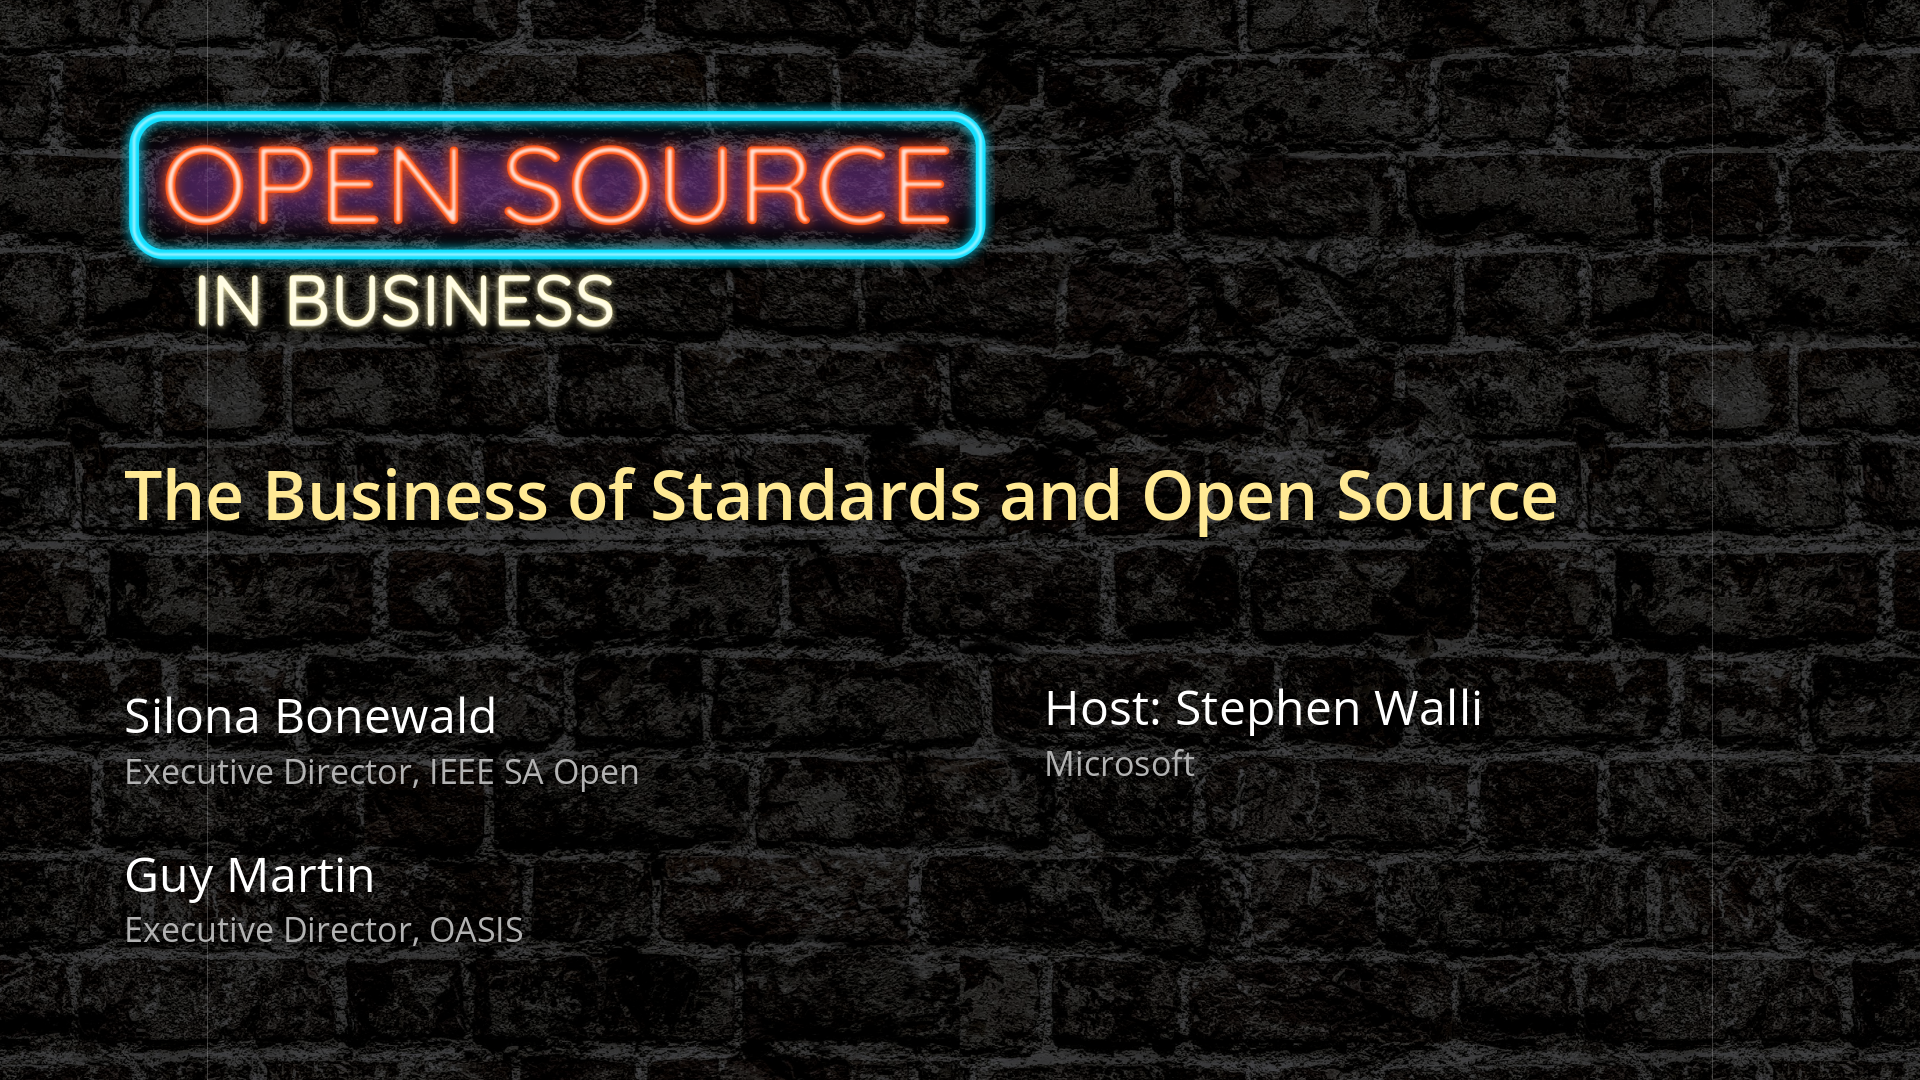 OPEN SOURCE
IN BUSINESS
The Business of Standards and Open Source
Silona Bonewald
Executive Director, IEEE SA Open
Guy Martin
Executive Director, OASIS
Host: Stephen Walli
Microsoft